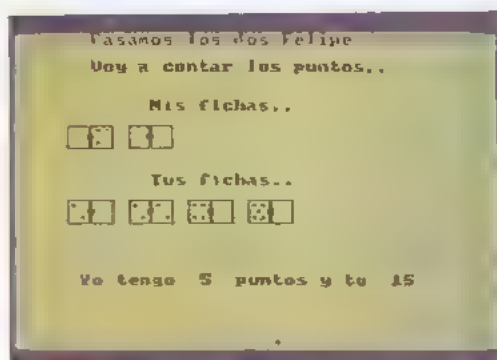 Pasamos los dos Felipe
Voy a contar los puntos..
Mis fichas..
Tus fichas..
Yo tengo 5 puntos y tu 15